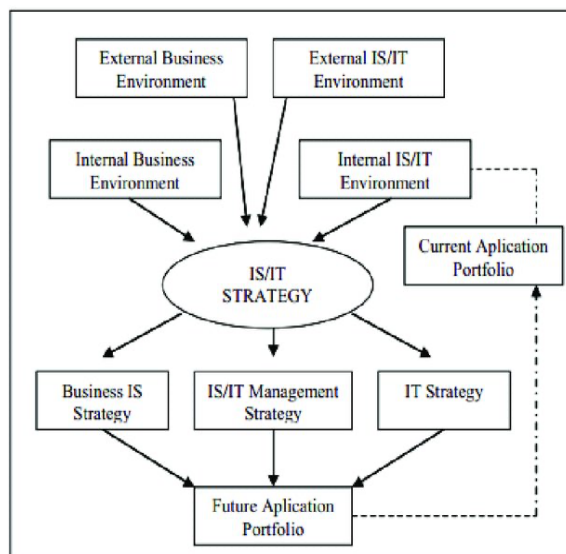 External Business
Environment
External IS/IT
Environment
Internal Business
Environment
Internal IS/IT
Environment
Current Aplication
Portfolio
IS/IT
STRATEGY
Business IS
Strategy
IS/IT Management
Strategy
IT Strategy
Future Aplication
Portfolio